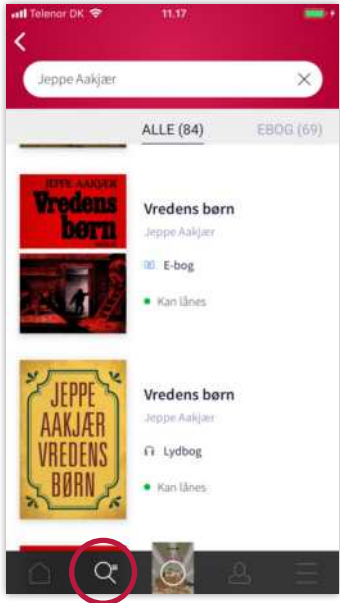 Telenor DK 11.17
Jeppe Aakjær
ALLE (84) EBOG (69)
JEPPE AAKJÆR
Vredens
børn
Vredens børn
Jeppe Aakjær
E-bog
Kan lånes
JEPPE
AAKJÆR
VREDENS
BØRN
Vredens børn
Jeppe Aakjær
Lydbog
Kan lånes